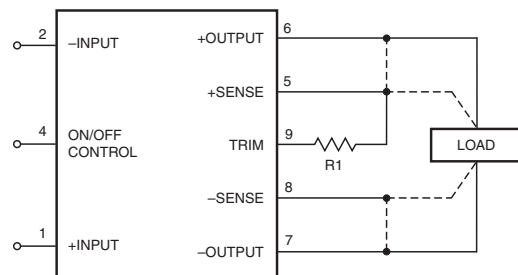 2
–INPUT
+OUTPUT
6
+SENSE
5
4
ON/OFF
CONTROL
TRIM
9
R1
LOAD
–SENSE
8
1
+INPUT
–OUTPUT
7